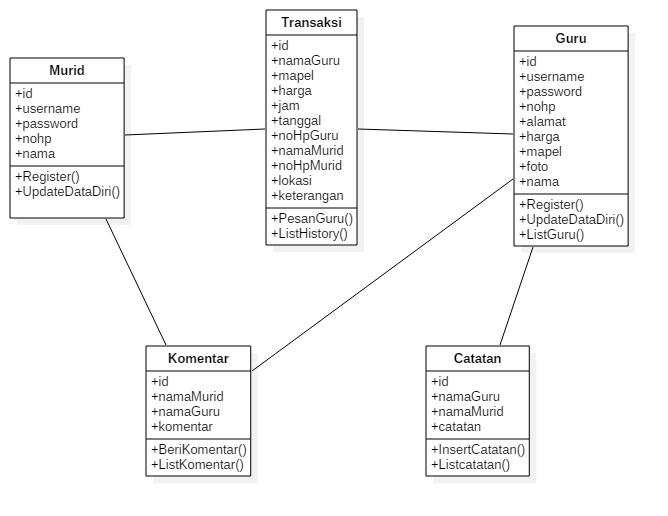 Murid
+id
+username
+password
+nohp
+nama
+Register()
+UpdateDataDiri()
Transaksi
+id
+namaGuru
+mapel
+harga
+jam
+tanggal
+noHpGuru
+namaMurid
+noHpMurid
+lokasi
+keterangan
+PesanGuru()
+ListHistory()
Guru
+id
+username
+password
+nohp
+alamat
+harga
+mapel
+foto
+nama
+Register()
+UpdateDataDiri()
+ListGuru()
Komentar
+id
+namaMurid
+namaGuru
+komentar
+BeriKomentar()
+ListKomentar()
Catatan
+id
+namaGuru
+namaMurid
+catatan
+InsertCatatan()
+Listcatatan()